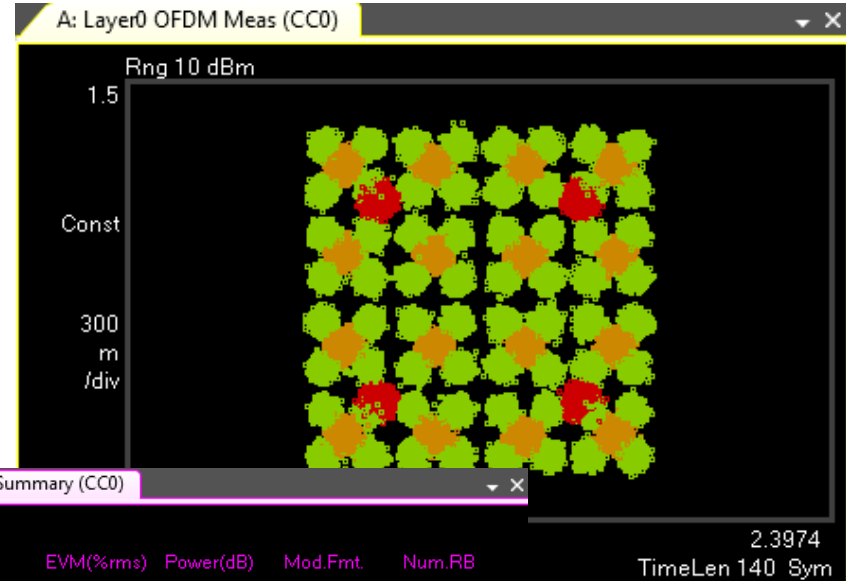 A: Layer0 OFDM Meas (CC0)
Rng 10 dBm
1.5
Const
300
m
/div
Summary (CC0)
2.3974
EVM(%rms) Power(dB) Mod.Fmt. Num.RB
TimeLen 140 Sym